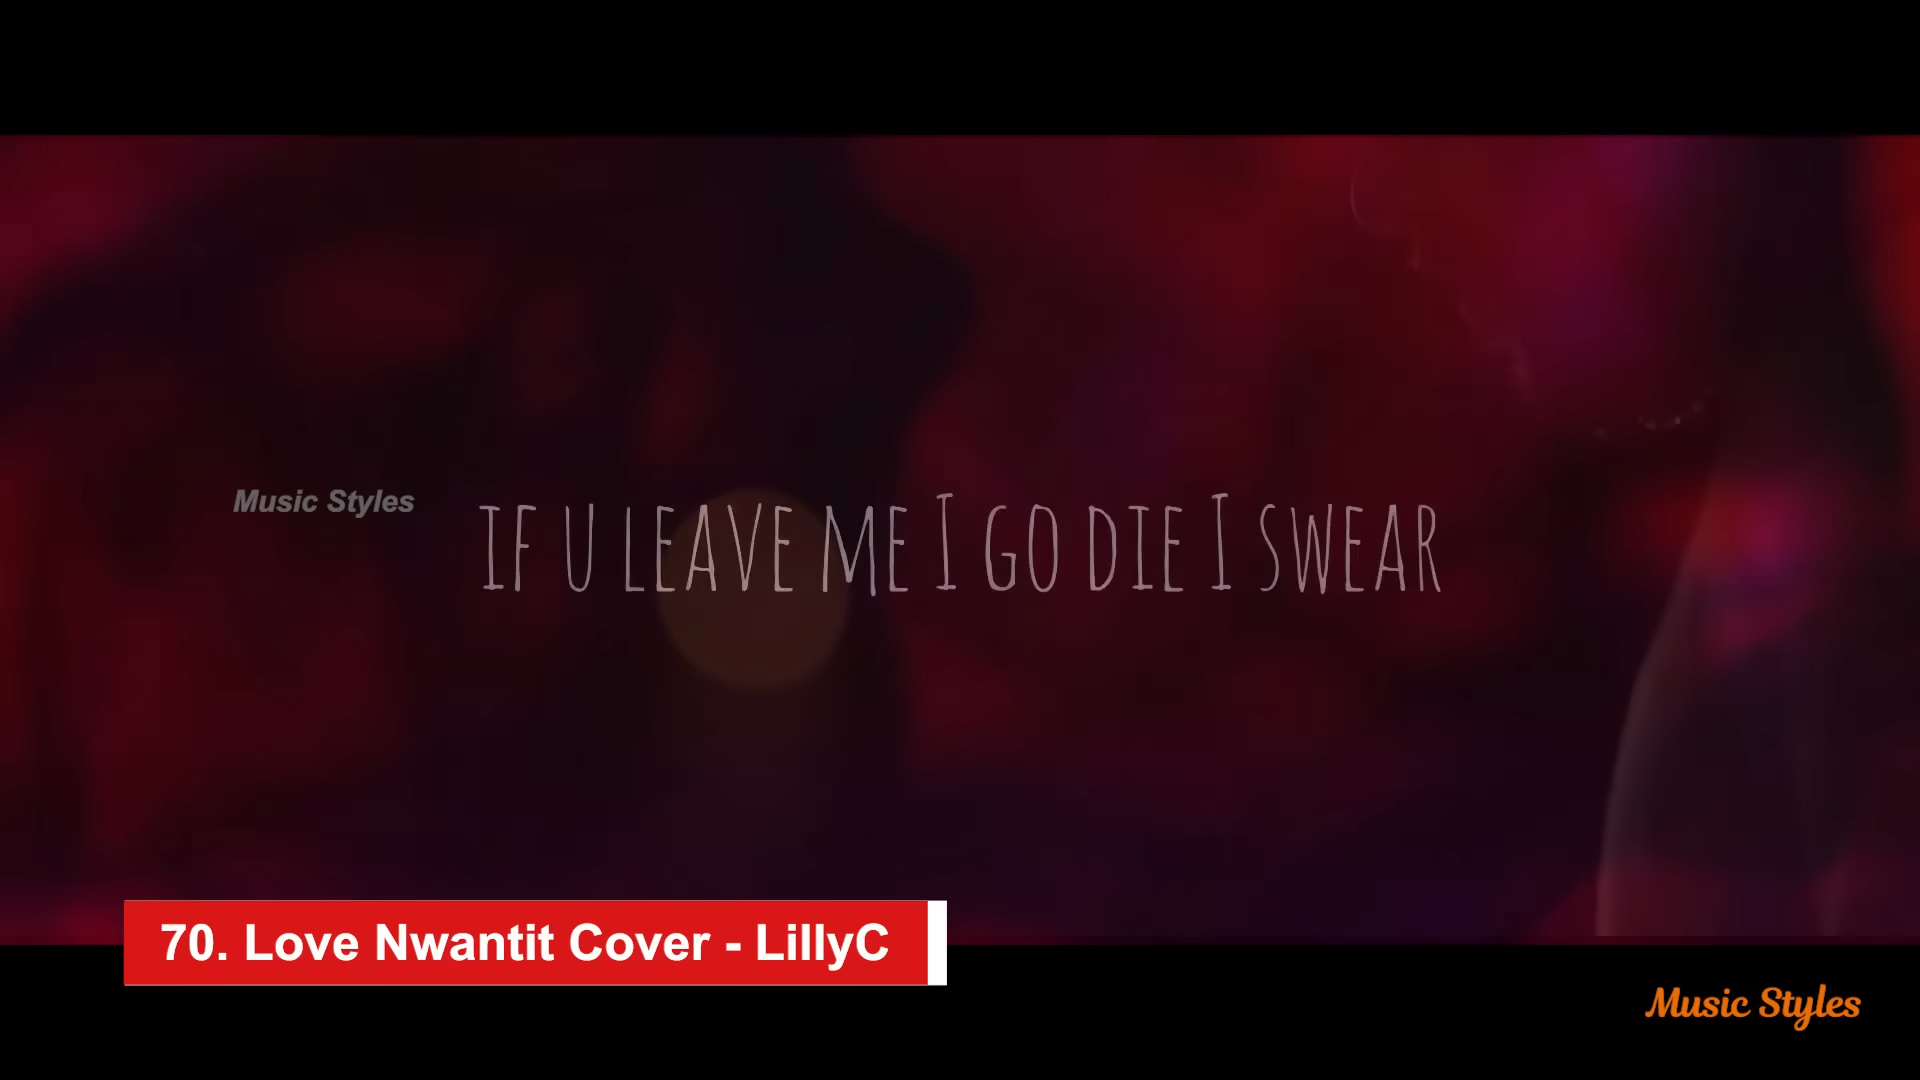 Music Styles
IF U LEAVE ME I GO DIE I SWEAR
70. Love Nwantit Cover - LillyC
Music Styles